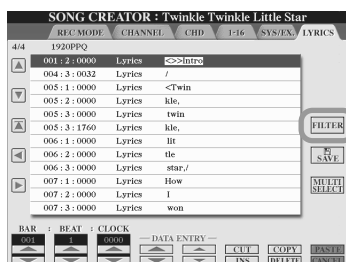 SONG CREATOR : Twinkle Twinkle Little Star
REC MODE CHANNEL CHD 1-16 SYS/EX. LYRICS
4/4 1920PPQ
001 : 2 : 0000 Lyrics <>>Intro
004 : 3 : 0032 Lyrics /
005 : 1 : 0000 Lyrics <Twin
005 : 2 : 0000 Lyrics kle,
005 : 3 : 0000 Lyrics twin
005 : 3 : 1760 Lyrics kle,
006 : 1 : 0000 Lyrics lit
006 : 2 : 0000 Lyrics tle
006 : 3 : 0000 Lyrics star,/
007 : 1 : 0000 Lyrics How
007 : 2 : 0000 Lyrics I
007 : 3 : 0000 Lyrics won
FILTER
SAVE
MULTI
SELECT
BAR : BEAT : CLOCK
001 1 0000 DATA ENTRY
CUT COPY PASTE
INS DELETE CANCEL